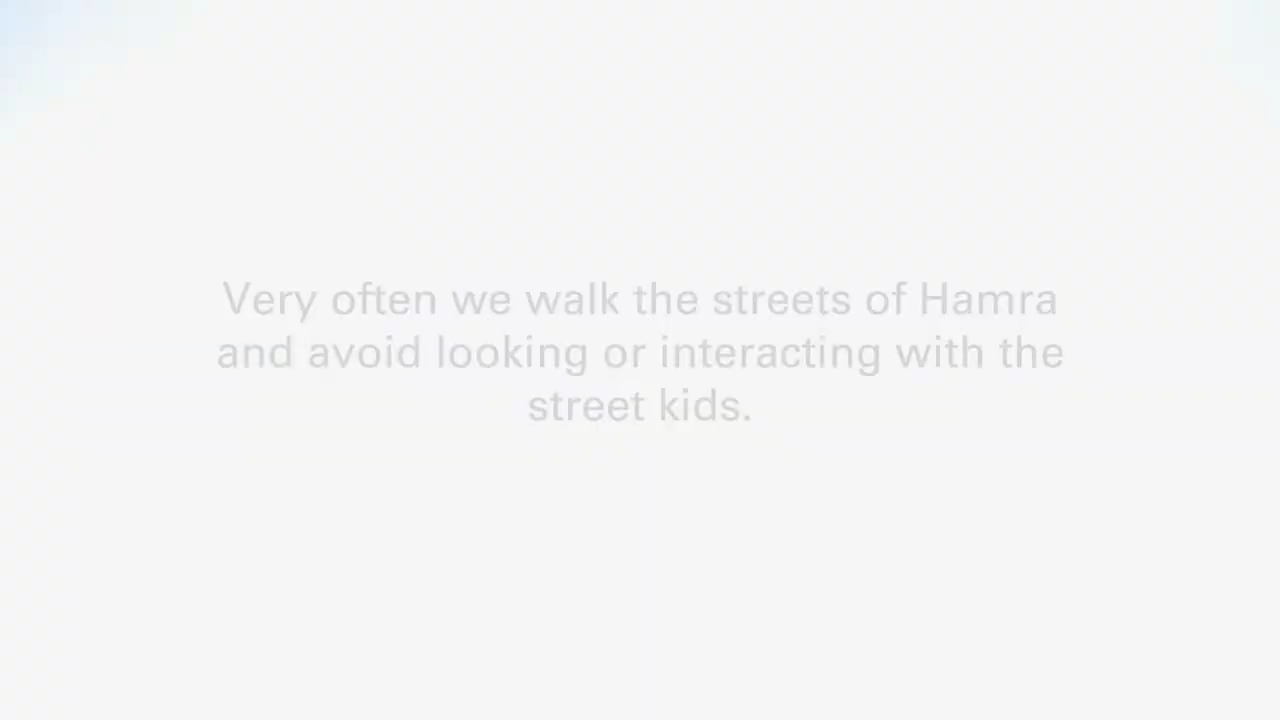 Very often we walk the streets of Hamra
and avoid looking or interacting with the
street kids.